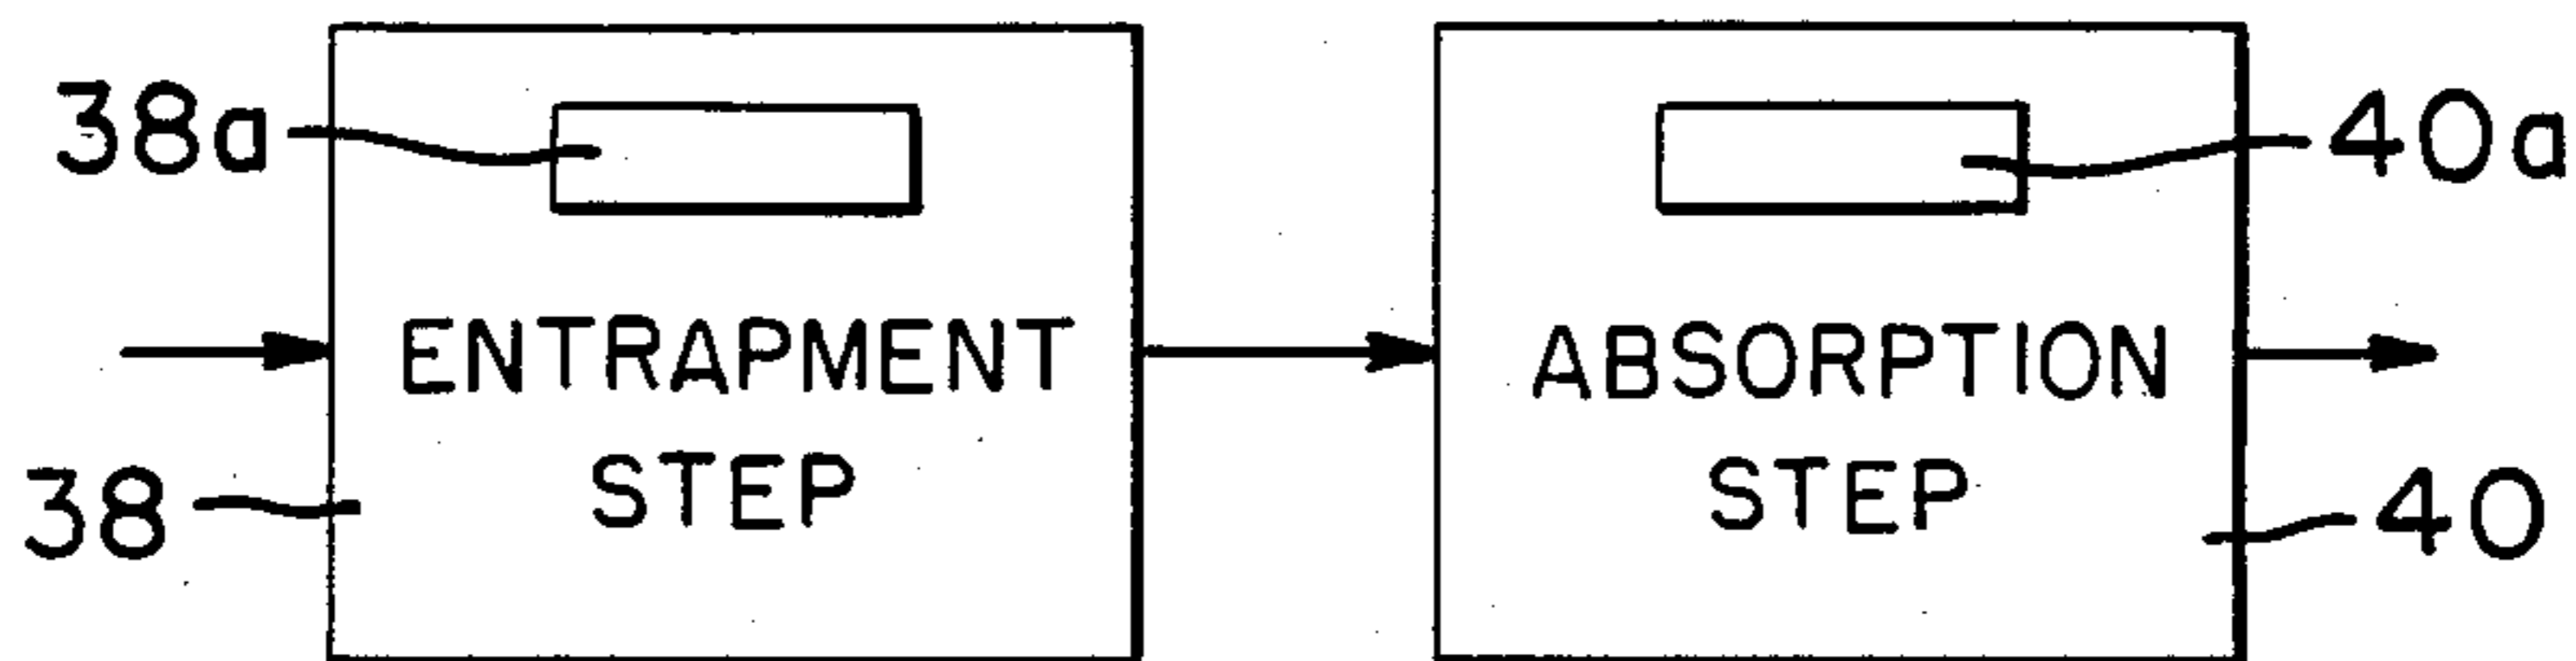 38a
40a
ENTRAPMENT
STEP
ABSORPTION
STEP
38
40